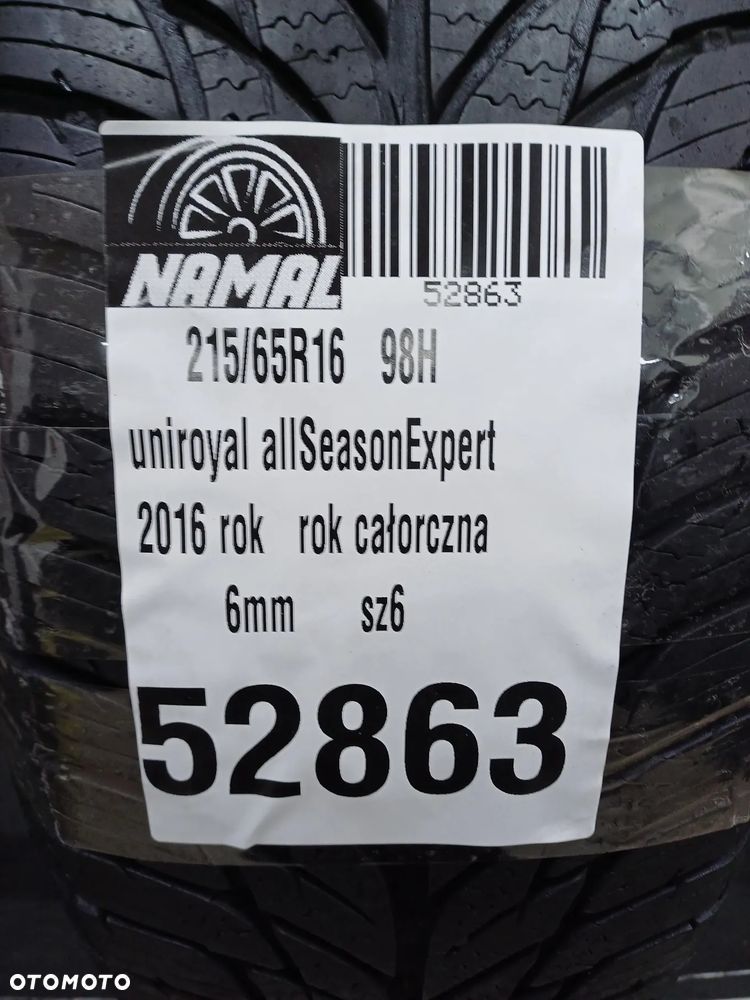 NAMAL
52863
215/65R16 98H
uniroyal allSeasonExpert
2016 rok rok całorczna
6mm sz6
52863
OTOMOTO